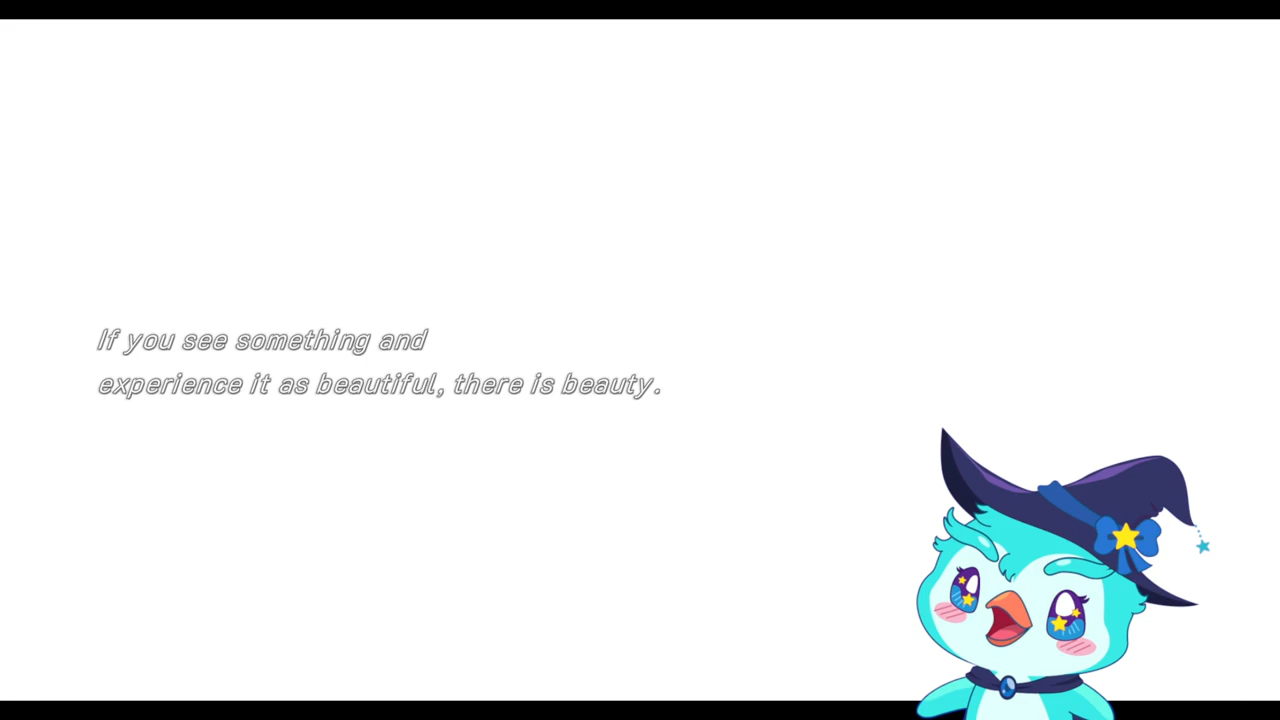 If you see something and
experience it as beautiful, there is beauty.